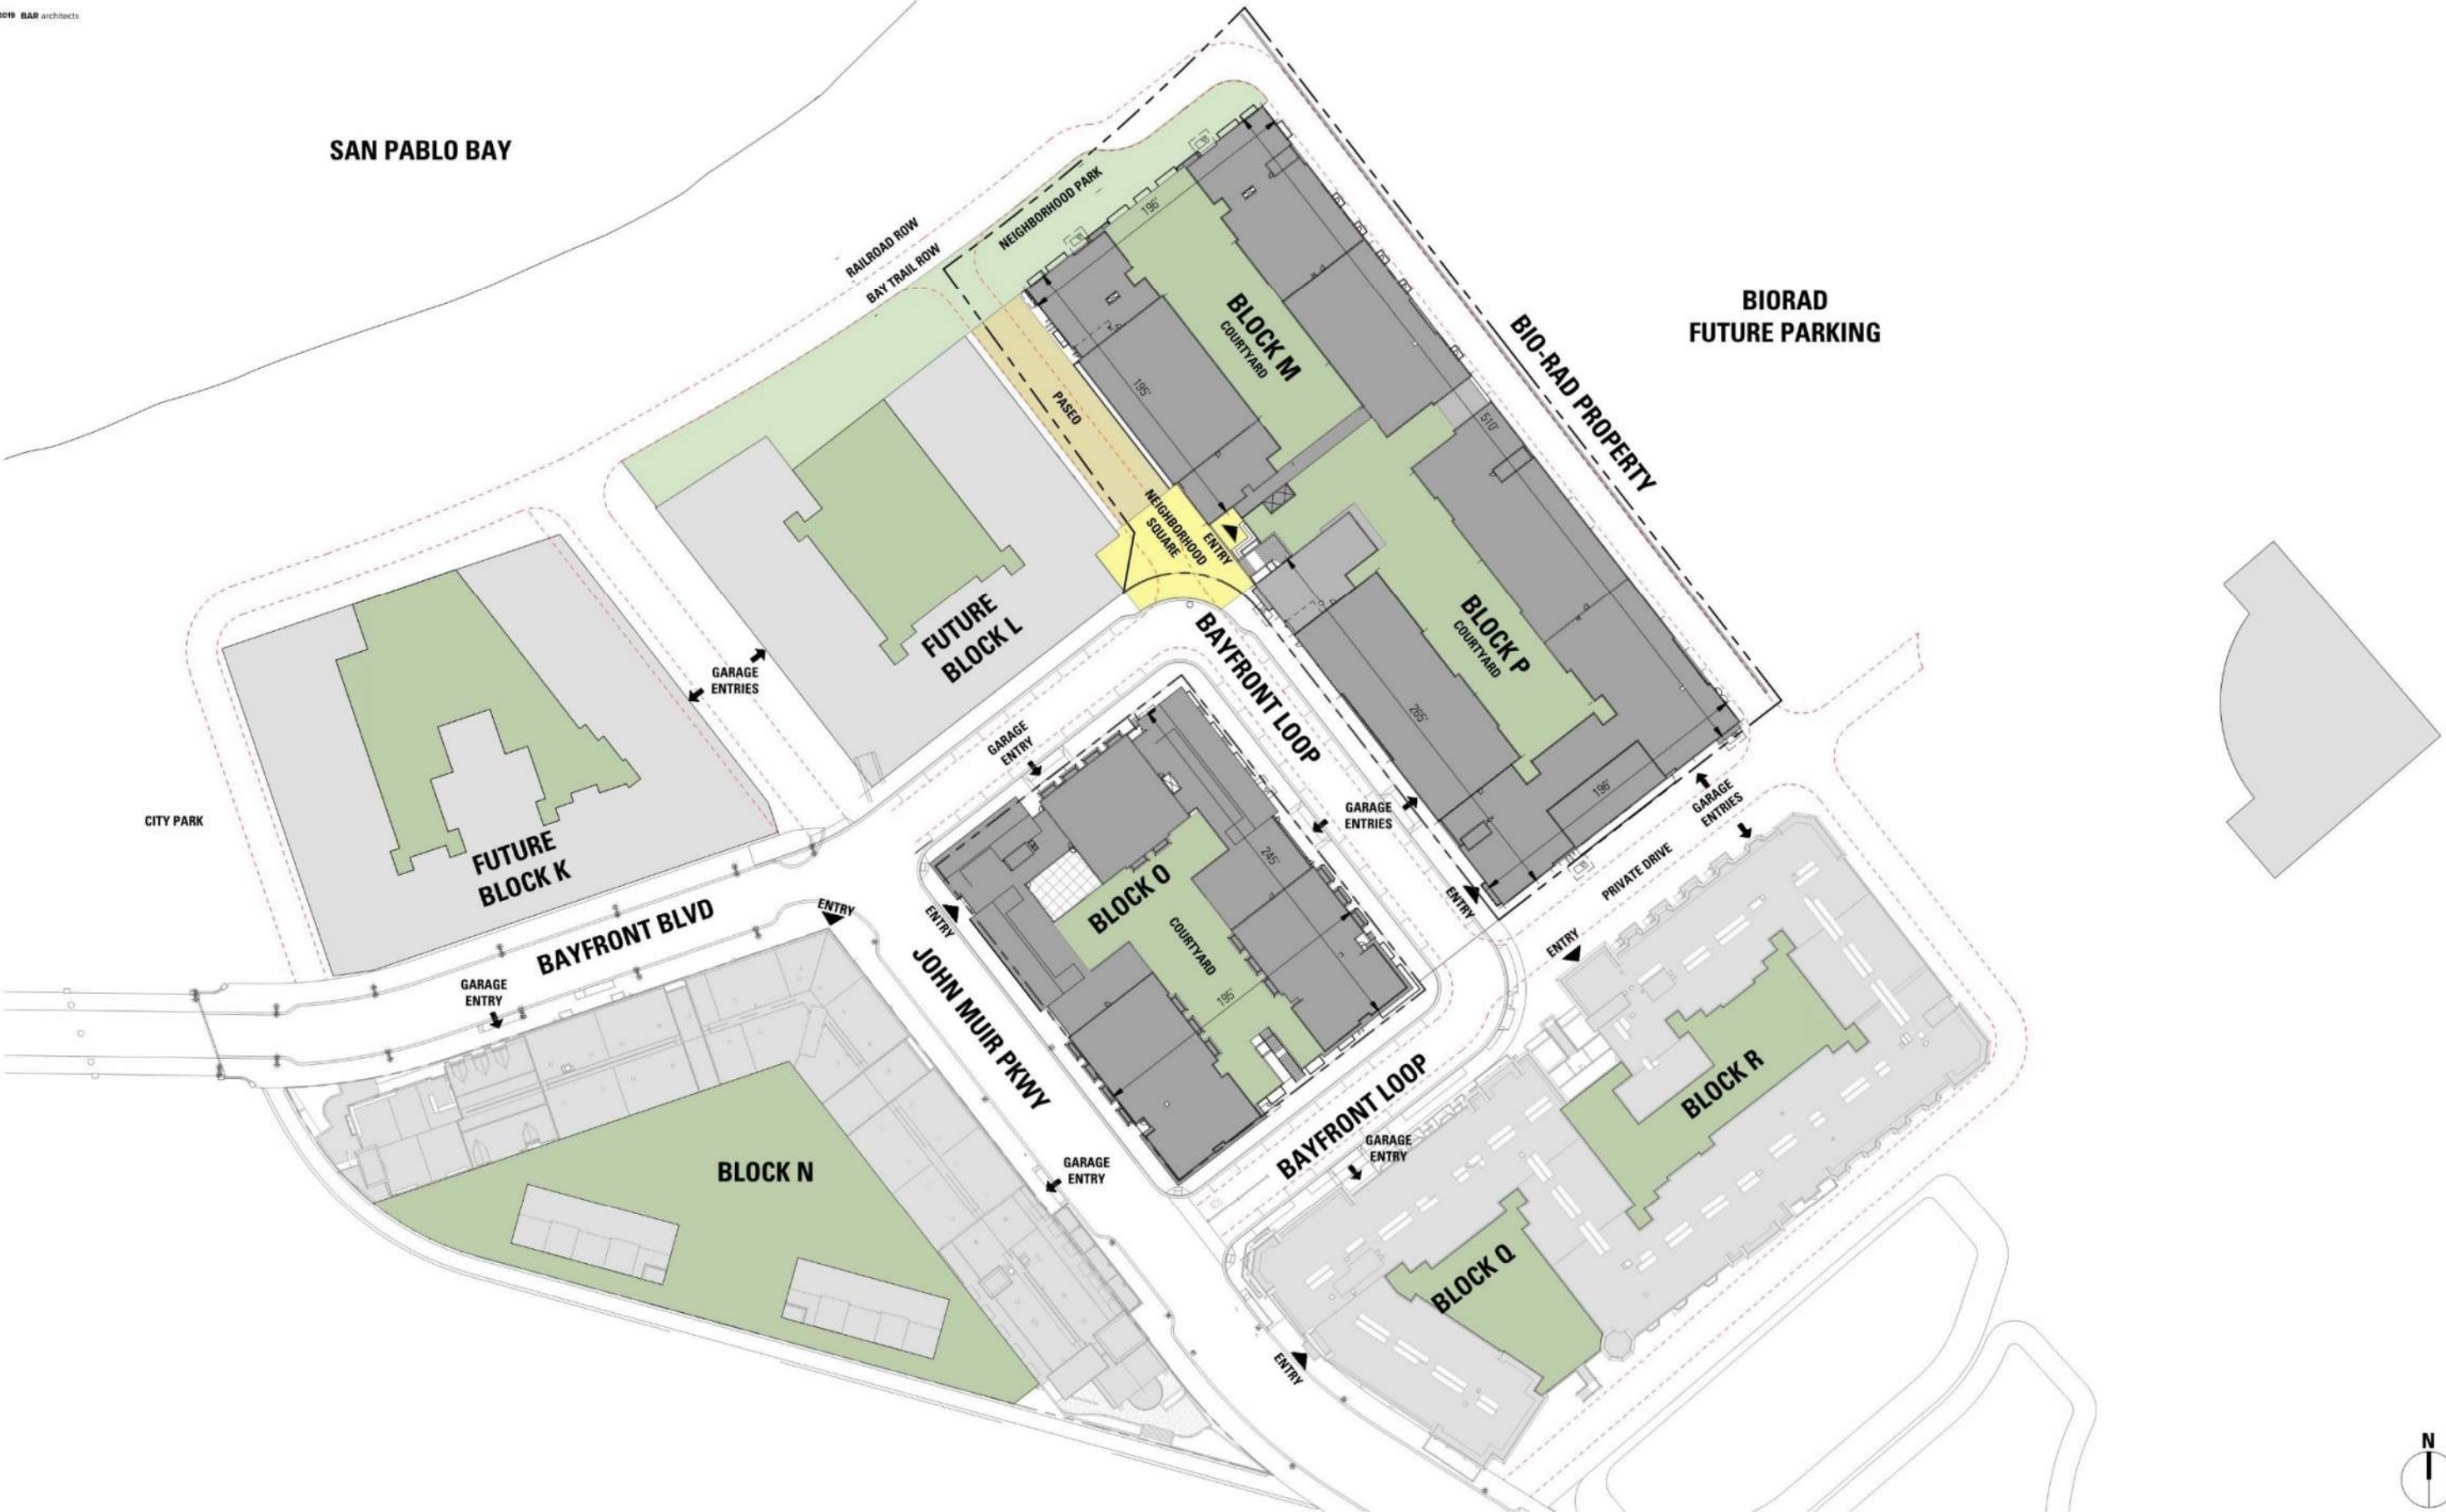 2019 BAR architects
SAN PABLO BAY
RAILROAD ROW
BAY TRAIL ROW
NEIGHBORHOOD PARK
196'
BLOCK M
COURTYARD
195'
PASEO
510'
BIO-RAD PROPERTY
BIORAD
FUTURE PARKING
NEIGHBORHOOD
SQUARE
ENTRY
FUTURE
BLOCK L
GARAGE
ENTRIES
BLOCK P
COURTYARD
265'
196'
BAYFRONT LOOP
GARAGE
ENTRY
GARAGE
ENTRIES
GARAGE
ENTRIES
PRIVATE DRIVE
CITY PARK
FUTURE
BLOCK K
BAYFRONT BLVD
ENTRY
GARAGE
ENTRY
ENTRY
BLOCK O
COURTYARD
245'
195'
ENTRY
ENTRY
JOHN MUIR PKWY
BLOCK N
GARAGE
ENTRY
BAYFRONT LOOP
GARAGE
ENTRY
BLOCK R
BLOCK Q
ENTRY
N